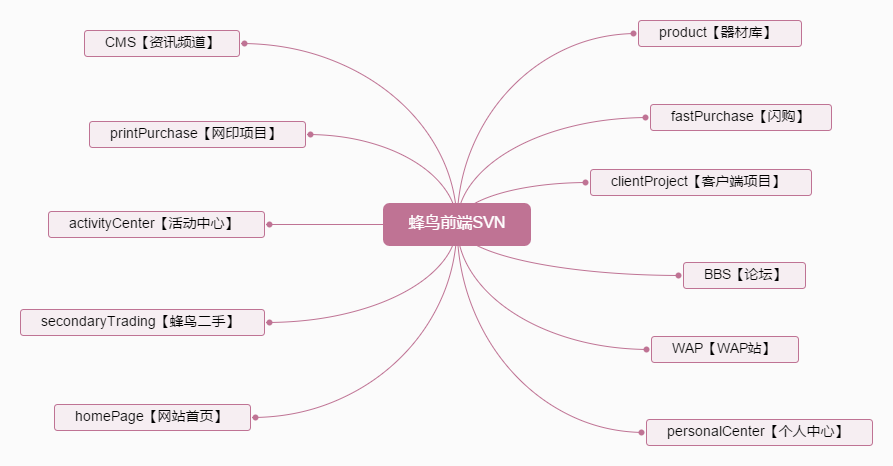 CMS【资讯频道】
printPurchase【网印项目】
activityCenter【活动中心】
secondaryTrading【蜂鸟二手】
homePage【网站首页】
蜂鸟前端SVN
product【器材库】
fastPurchase【闪购】
clientProject【客户端项目】
BBS【论坛】
WAP【WAP站】
personalCenter【个人中心】